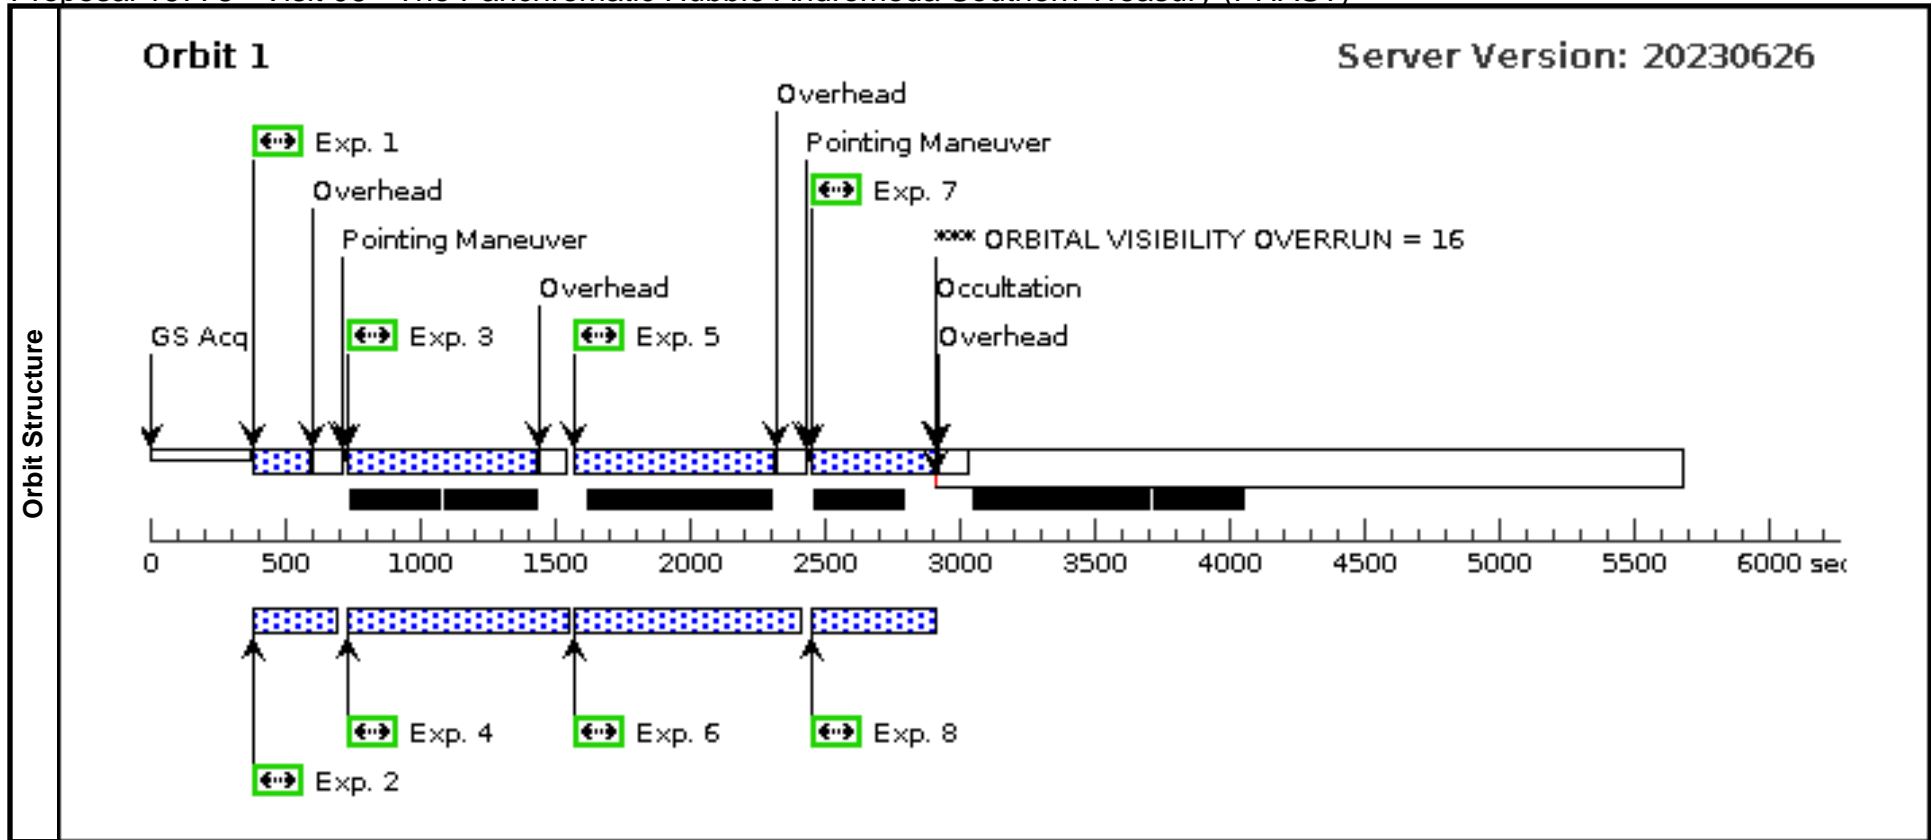 Orbit Structure
Orbit 1
Server Version: 20230626
Overhead
Exp. 1
Pointing Maneuver
Overhead
Exp. 7
Pointing Maneuver
**** ORBITAL VISIBILITY OVERRUN = 16
Overhead
Occultation
GS Acq
Exp. 3
Exp. 5
Overhead
0 500 1000 1500 2000 2500 3000 3500 4000 4500 5000 5500 6000
Exp. 4
Exp. 6
Exp. 8
Exp. 2